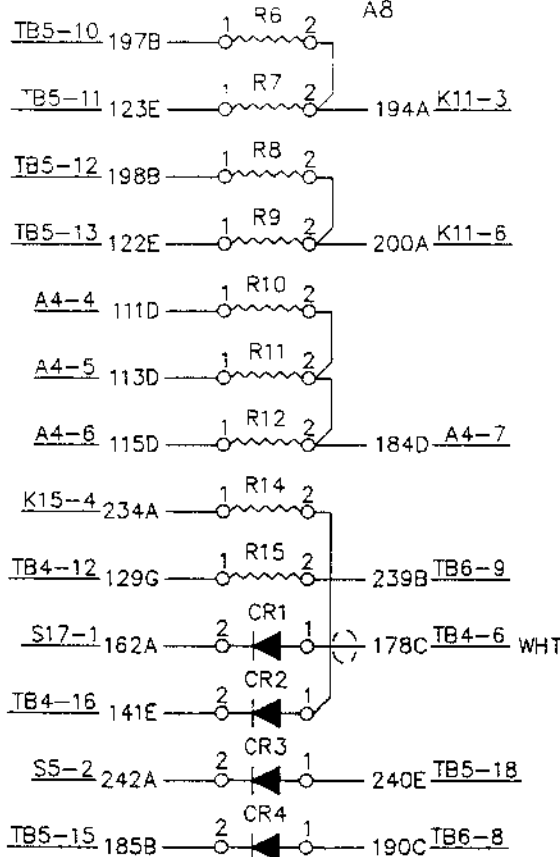 R6 A8
TB5-10 197B 1 2
R7
TB5-11 123E 1 2 194A K11-3
R8
TB5-12 198B 1 2
R9
TB5-13 122E 1 2 200A K11-6
R10
A4-4 111D 1 2
R11
A4-5 113D 1 2
R12
A4-6 115D 1 2 184D A4-7
R14
K15-4 234A 1 2
R15
TB4-12 129G 1 2 239B TB6-9
CR1
S17-1 162A 2 1 178C TB4-6 WHT
CR2
TB4-16 141E 2 1
CR3
S5-2 242A 2 1 240E TB5-18
CR4
TB5-15 185B 2 1 190C TB6-8